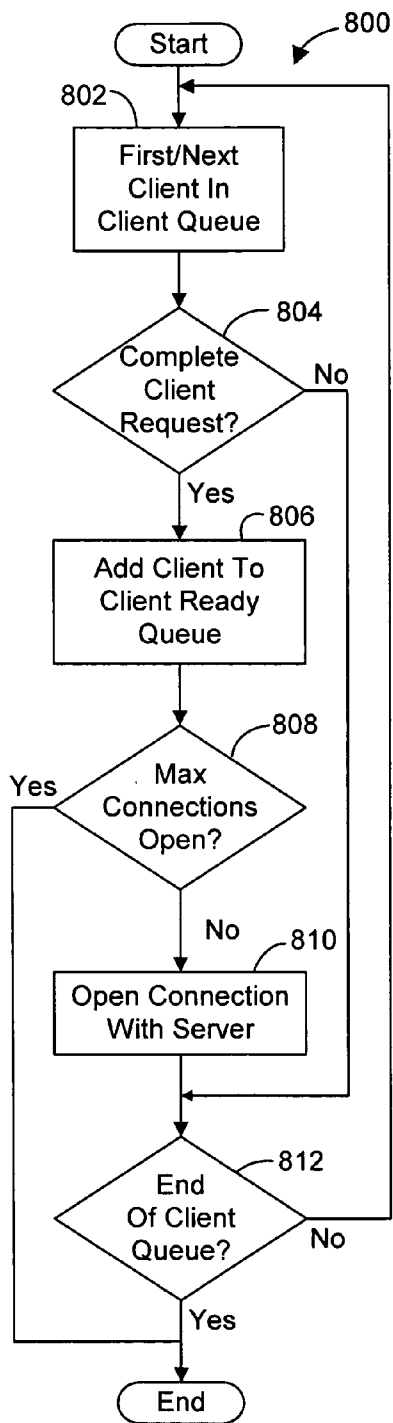 Start
800
802
First/Next
Client In
Client Queue
804
Complete
Client
Request?
No
Yes
806
Add Client To
Client Ready
Queue
808
Yes
Max
Connections
Open?
No
810
Open Connection
With Server
812
End
Of Client
Queue?
No
Yes
End